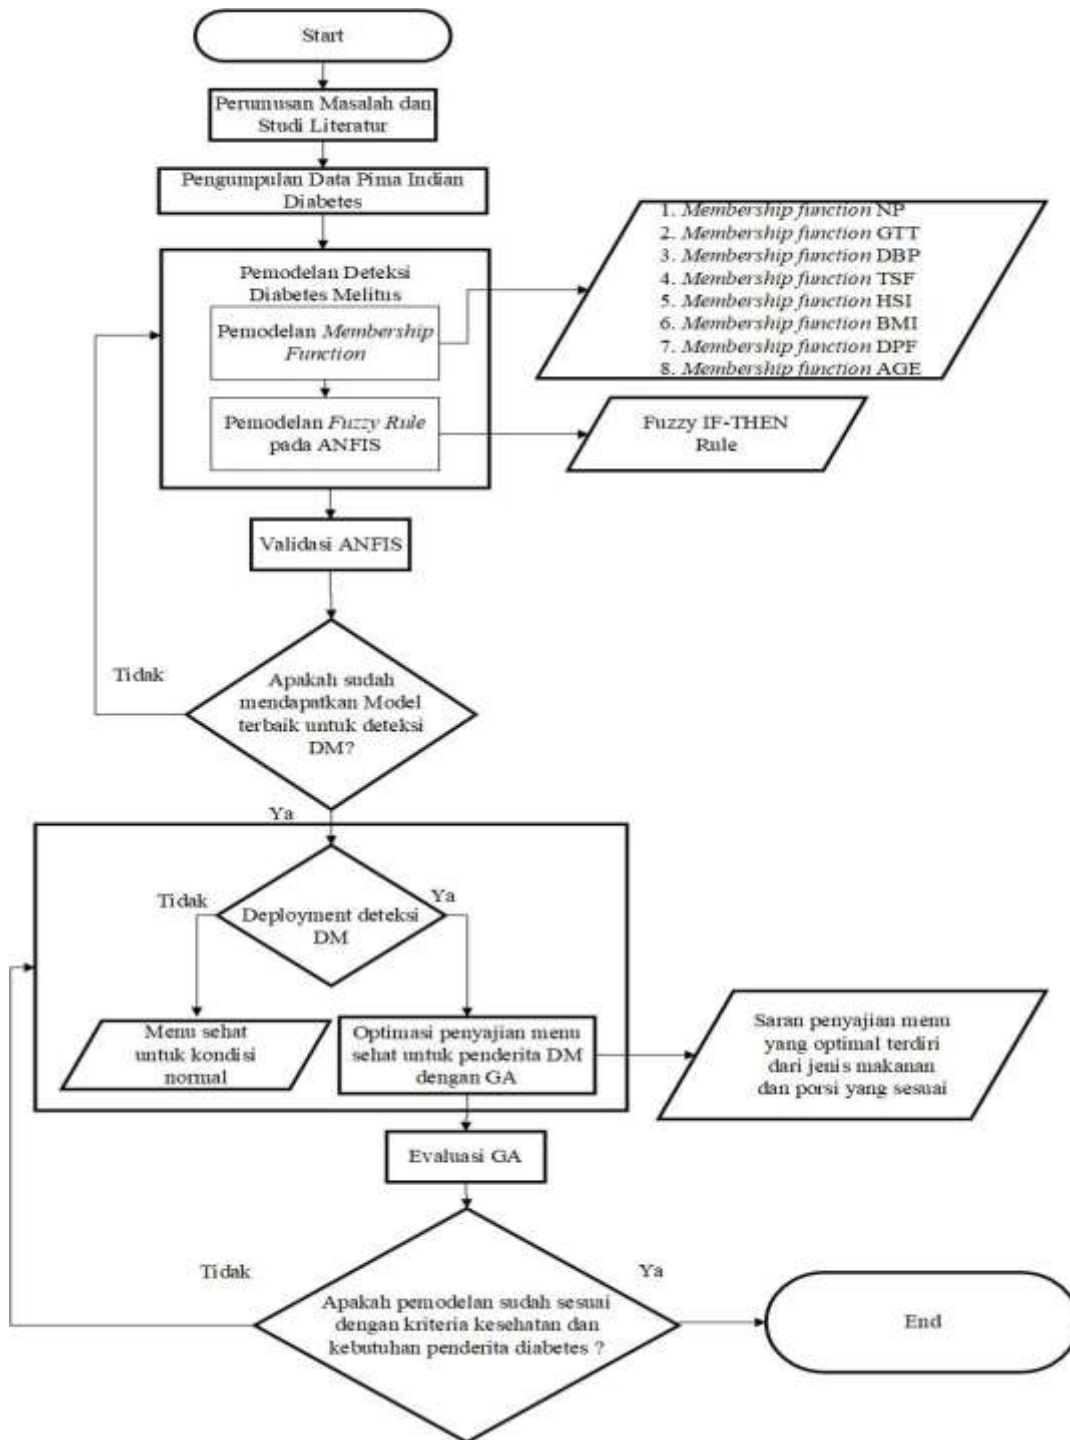 Start
Perumusan Masalah dan
Studi Literatur
Pengumpulan Data Pima Indian
Diabetes
Pemodelan Deteksi
Diabetes Melitus
Pemodelan Membership
Function
1. Membership function NP
2. Membership function GTT
3. Membership function DBP
4. Membership function TSF
5. Membership function HSI
6. Membership function BMI
7. Membership function DPF
8. Membership function AGE
Pemodelan Fuzzy Rule
pada ANFIS
Fuzzy IF-THEN
Rule
Validasi ANFIS
Tidak
Apakah sudah
mendapatkan Model
terbaik untuk deteksi
DM?
Ya
Tidak
Ya
Deployment deteksi
DM
Menu sehat
untuk kondisi
normal
Optimasi penyajian menu
sehat untuk penderita DM
dengan GA
Saran penyajian menu
yang optimal terdiri
dari jenis makanan
dan porsi yang sesuai
Evaluasi GA
Tidak
Ya
Apakah pemodelan sudah sesuai
dengan kriteria kesehatan dan
kebutuhan penderita diabetes ?
End